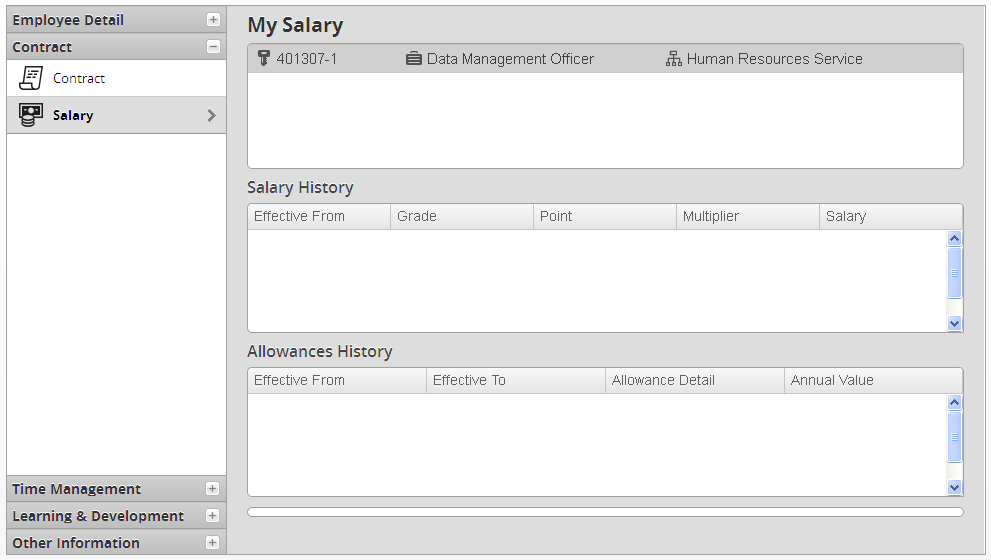 Employee Detail
Contract
Contract
Salary
Time Management
Learning & Development
Other Information
My Salary
401307-1 Data Management Officer Human Resources Service
Salary History
Effective From Grade Point Multiplier Salary
Allowances History
Effective From Effective To Allowance Detail Annual Value